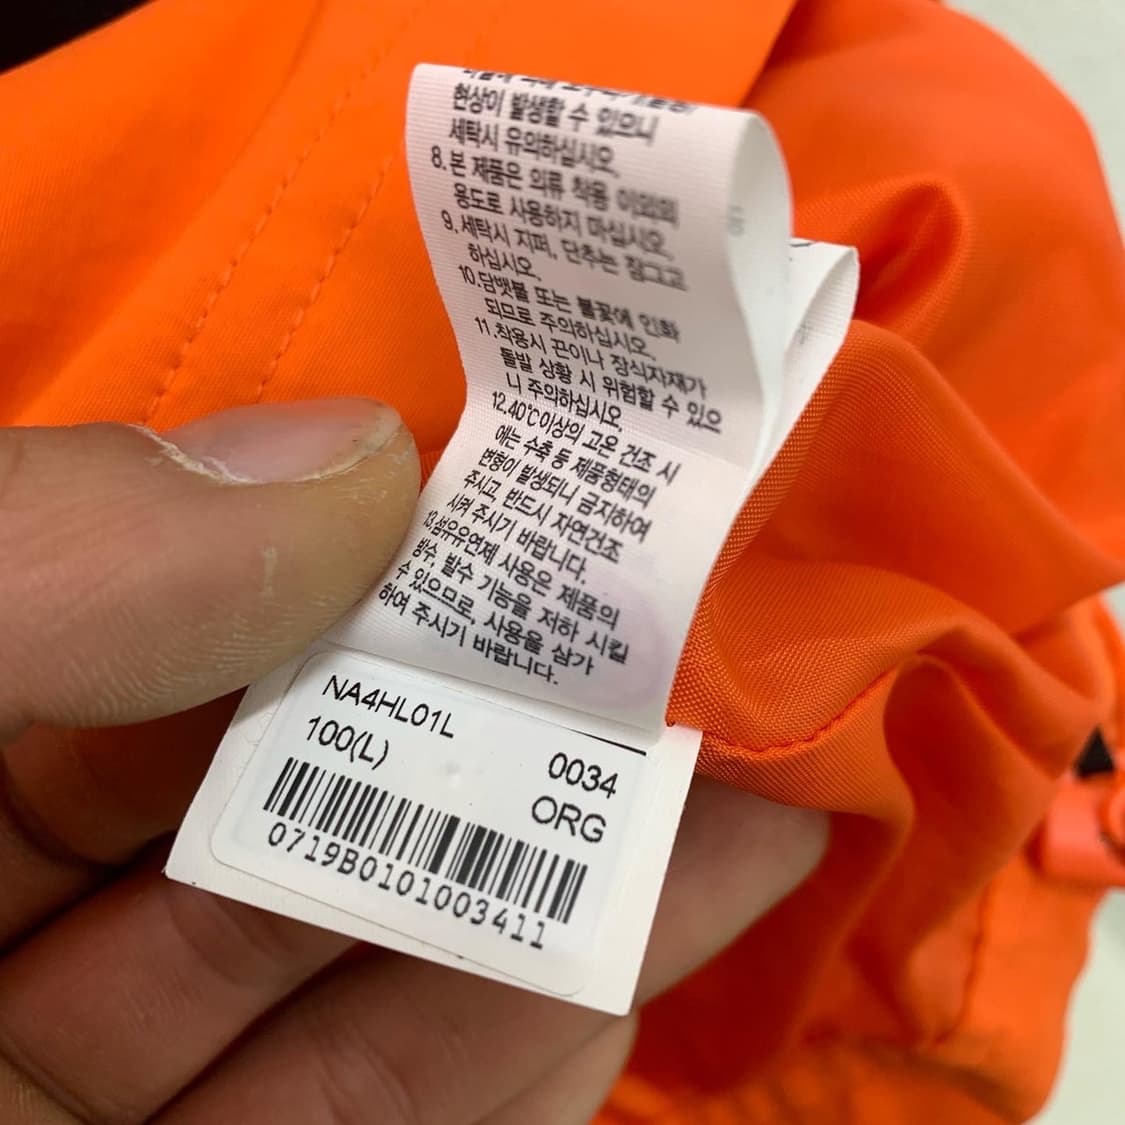 현상이 발생할 수 있으니
세탁시 유의하십시오.
8.본 제품은 의류 착용 이외의
용도로 사용하지 마십시오.
9.세탁시 지퍼, 단추는 잠그고
하십시오.
10.담뱃불 또는 불꽃에 인화
되므로 주의하십시오.
11.착용시 끈이나 장식자재가
돌발 상황 시 위험할 수 있으
니 주의하십시오.
12.40℃이상의 고온 건조 시
에는 수축 등 제품형태의
변형이 발생되니 금지하여
주시고, 반드시 자연건조
시켜 주시기 바랍니다.
13.섬유유연제 사용은 제품의
방수, 발수 기능을 저하 시킬
수 있으므로, 사용을 삼가
하여 주시기 바랍니다.
NA4HL01L
100(L) 0034
ORG
0719B0101003411